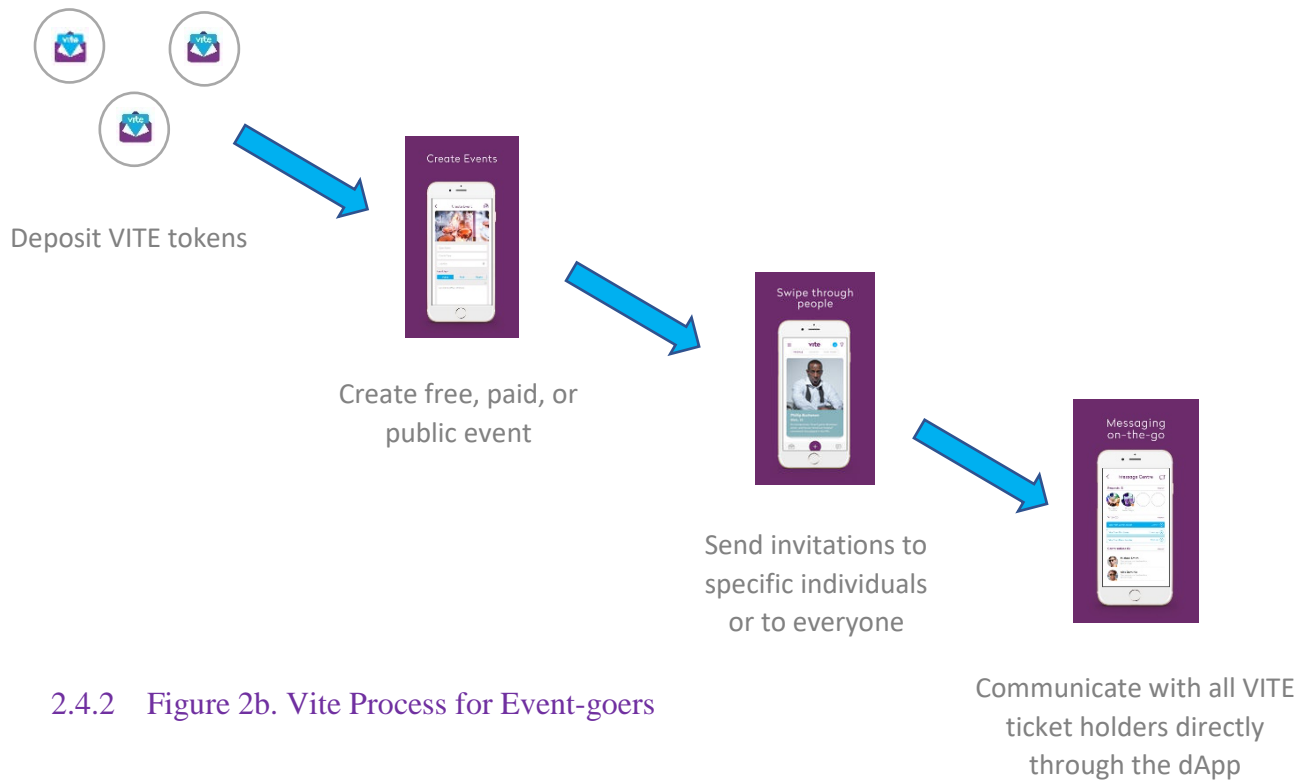 vite
vite
vite
Deposit VITE tokens
Create Events
Create free, paid, or
public event
Swipe through
people
vite
Send invitations to
specific individuals
or to everyone
Messaging
on-the-go
Message Centre
2.4.2 Figure 2b. Vite Process for Event-goers
Communicate with all VITE
ticket holders directly
through the dApp